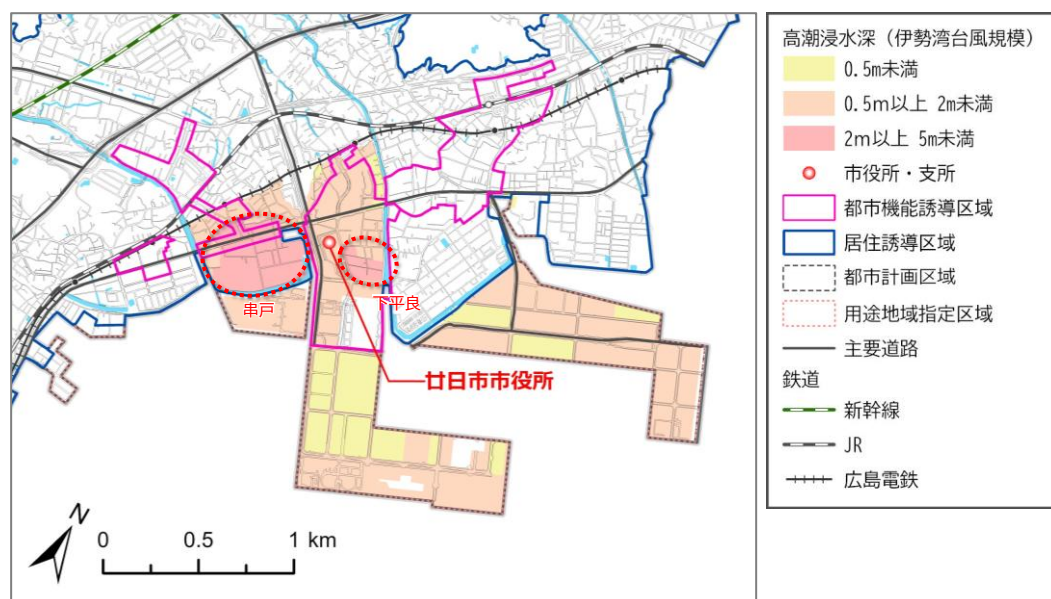 串戸
下平良
廿日市市役所
N
0 0.5 1 km
高潮浸水深（伊勢湾台風規模）
0.5m未満
0.5m以上 2m未満
2m以上 5m未満
市役所・支所
都市機能誘導区域
居住誘導区域
都市計画区域
用途地域指定区域
主要道路
鉄道
新幹線
JR
広島電鉄